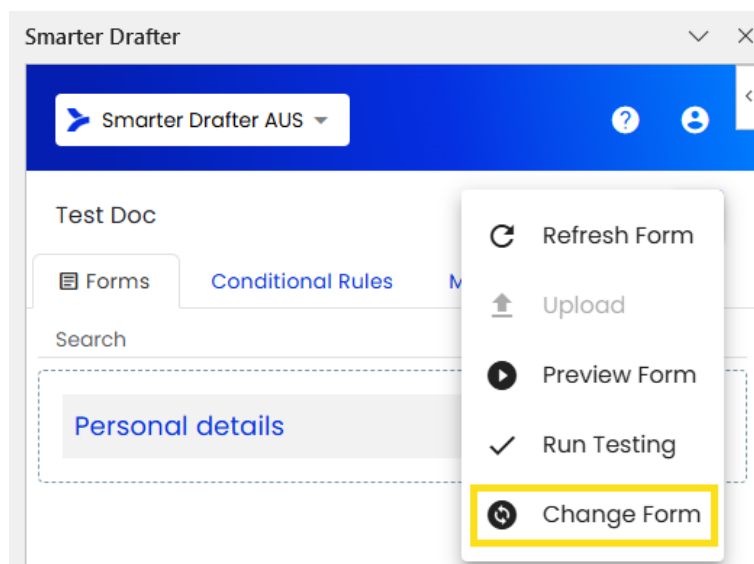 Smarter Drafter
Smarter Drafter AUS
Test Doc
Refresh Form
Forms
Conditional Rules
M
Upload
Search
Preview Form
Personal details
Run Testing
Change Form